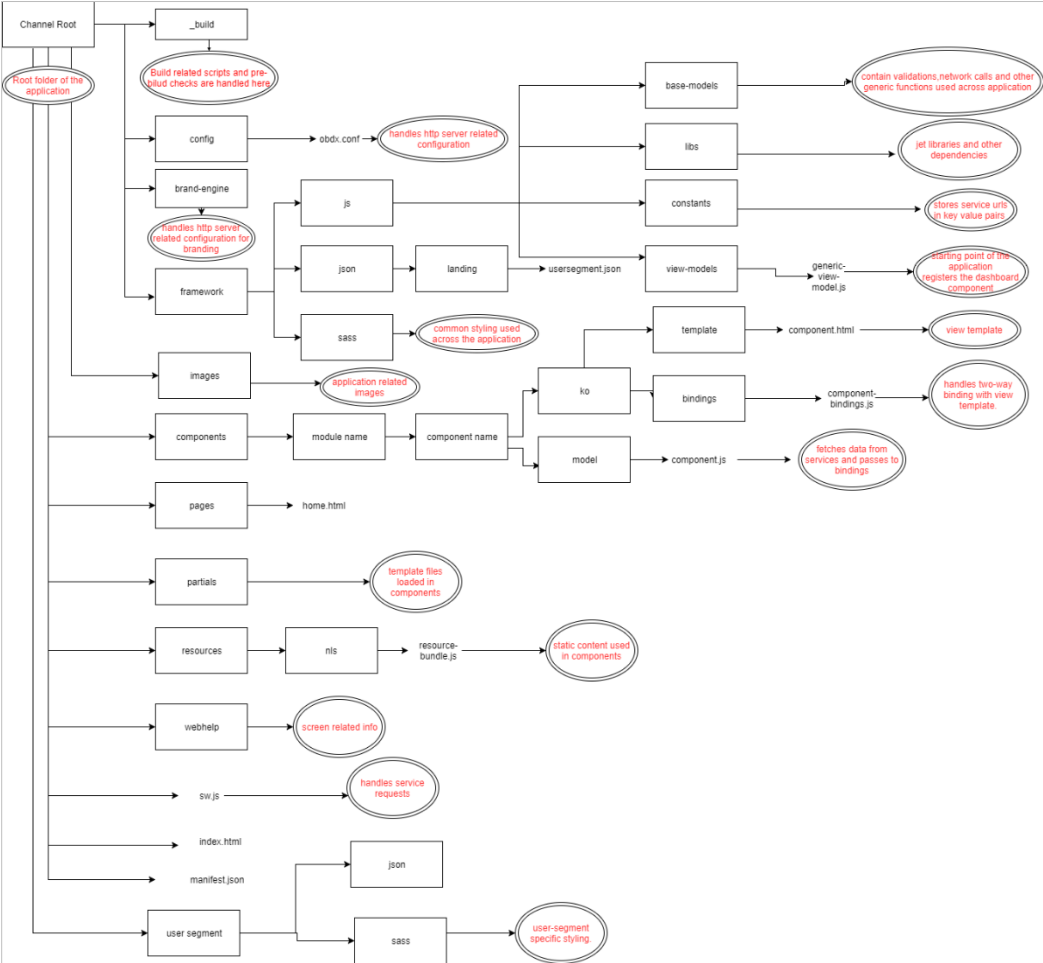 Channel Root
_build
Root folder of the
application
Build related scripts and pre-
bilud checks are handled here
base-models
contain validations,network calls and other
generic functions used across application
config
obdx.conf
handles http server related
configuration
libs
jet libraries and other
dependencies
brand-engine
js
constants
stores service urls
in key value pairs
handles http server
related configuration for
branding
framework
json
landing
usersegment.json
view-models
generic-
view-
model.js
starting point of the
application
registers the dashboard
component
sass
common styling used
across the application
template
component.html
view template
images
application related
images
ko
bindings
component-
bindings.js
handles two-way
binding with view
template.
components
module name
component name
model
component.js
fetches data from
services and passes to
bindings
pages
home.html
partials
template files
loaded in
components
resources
nls
resource-
bundle.js
static content used
in components
webhelp
screen related info
sw.js
handles service
requests
index.html
manifest.json
json
user segment
sass
user-segment
specific styling.